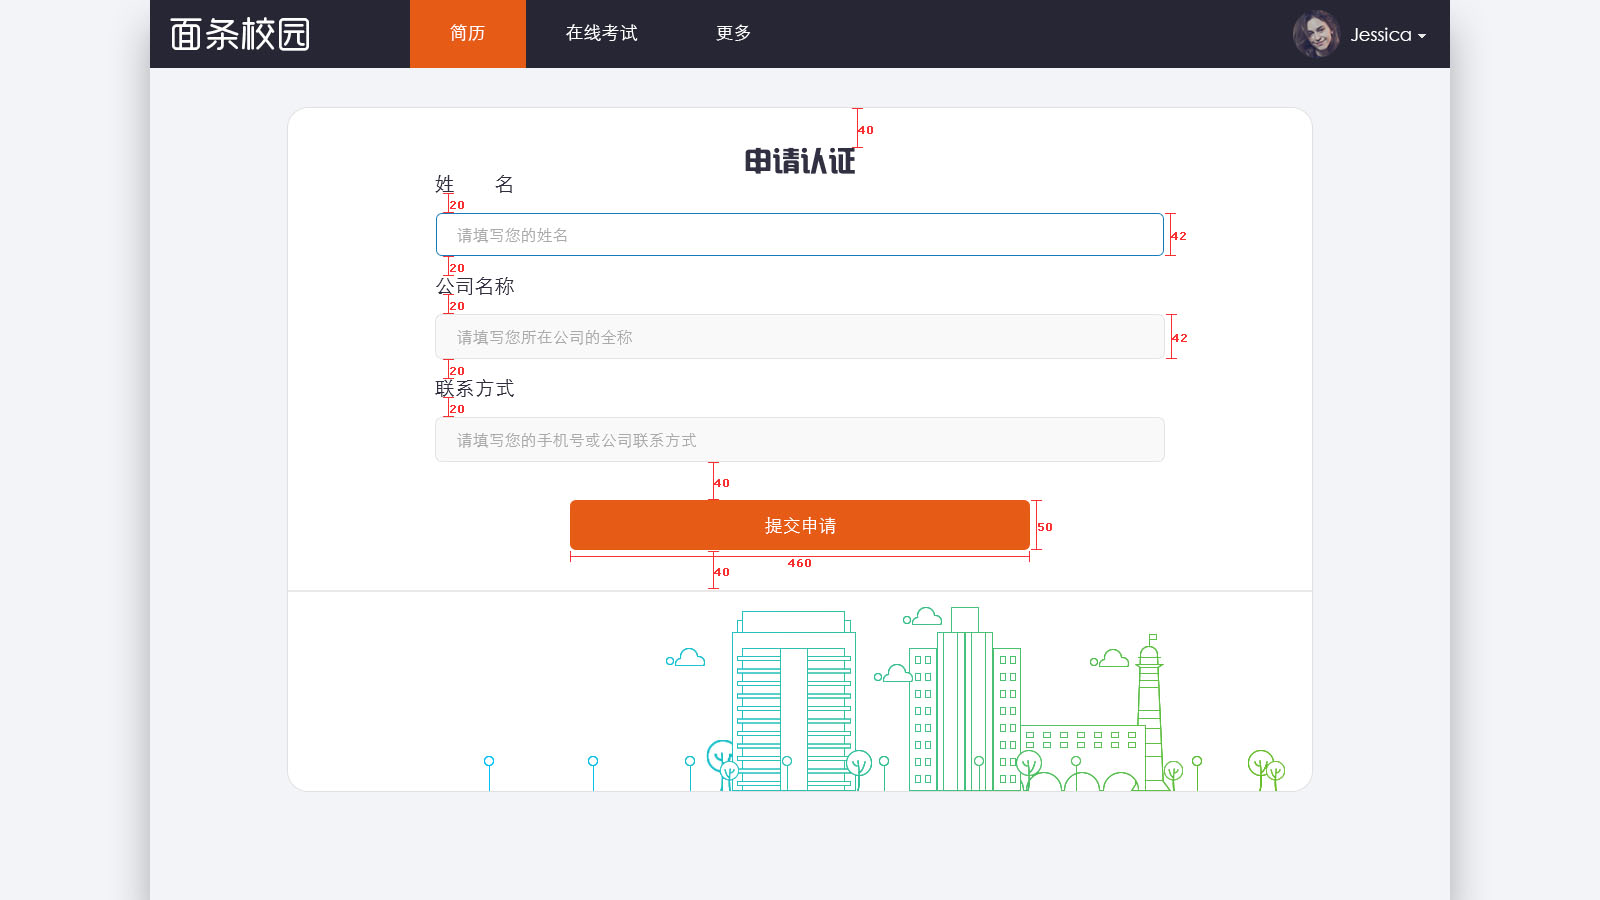 面条校园 简历 在线考试 更多 Jessica
40
申请认证
姓 名
20
请填写您的姓名 42
20
公司名称
20
请填写您所在公司的全称 42
20
联系方式
20
请填写您的手机号或公司联系方式
40
提交申请 50
460
40